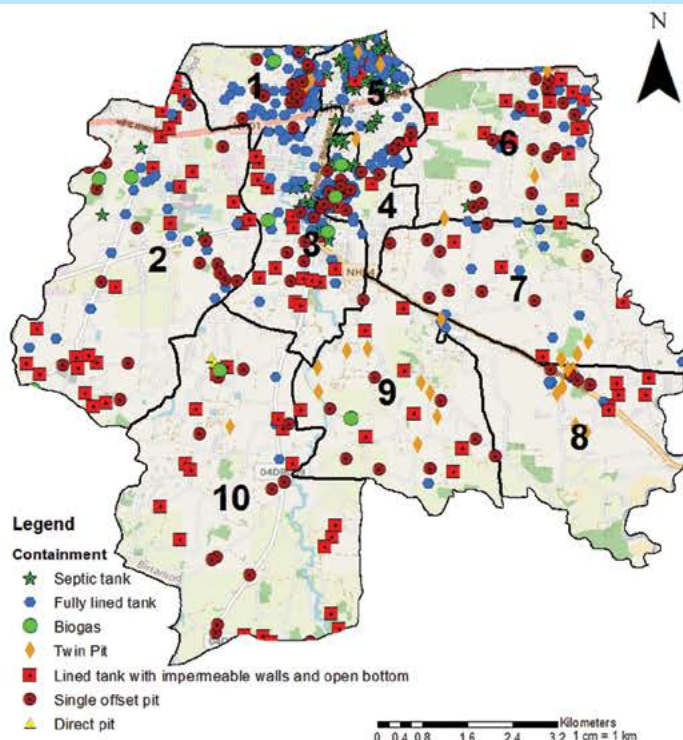 N
1
5
6
4
2
3
NH04
7
9
8
10
Legend
Containment
Septic tank
Fully lined tank
Biogas
Twin Pit
Lined tank with impermeable walls and open bottom
Single offset pit
Direct pit
Kilometers
0 0.4 0.8 1.6 2.4 3.2 1 cm = 1 km